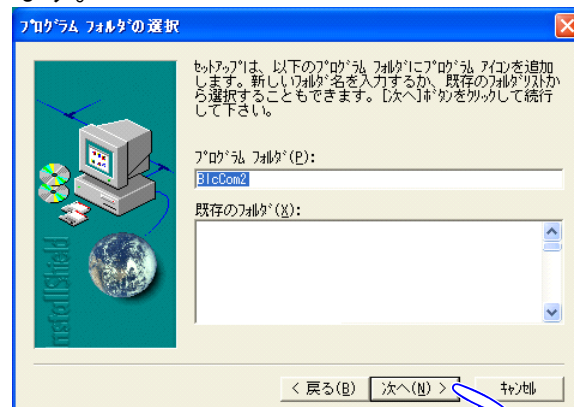 ﾌﾟﾛｸﾞﾗﾑ ﾌｫﾙﾀﾞの選択
ｾｯﾄｱｯﾌﾟは、以下のﾌﾟﾛｸﾞﾗﾑ ﾌｫﾙﾀﾞにﾌﾟﾛｸﾞﾗﾑ ｱｲｺﾝを追加
します。新しいﾌｫﾙﾀﾞ名を入力するか、既存のﾌｫﾙﾀﾞﾘｽﾄか
ら選択することもできます。[次へ]ﾎﾞﾀﾝをｸﾘｯｸして続行
して下さい。
ﾌﾟﾛｸﾞﾗﾑ ﾌｫﾙﾀﾞ(P):
BlcCom2
既存のﾌｫﾙﾀﾞ(X):
InstallShield
< 戻る(B)
次へ(N) >
ｷｬﾝｾﾙ